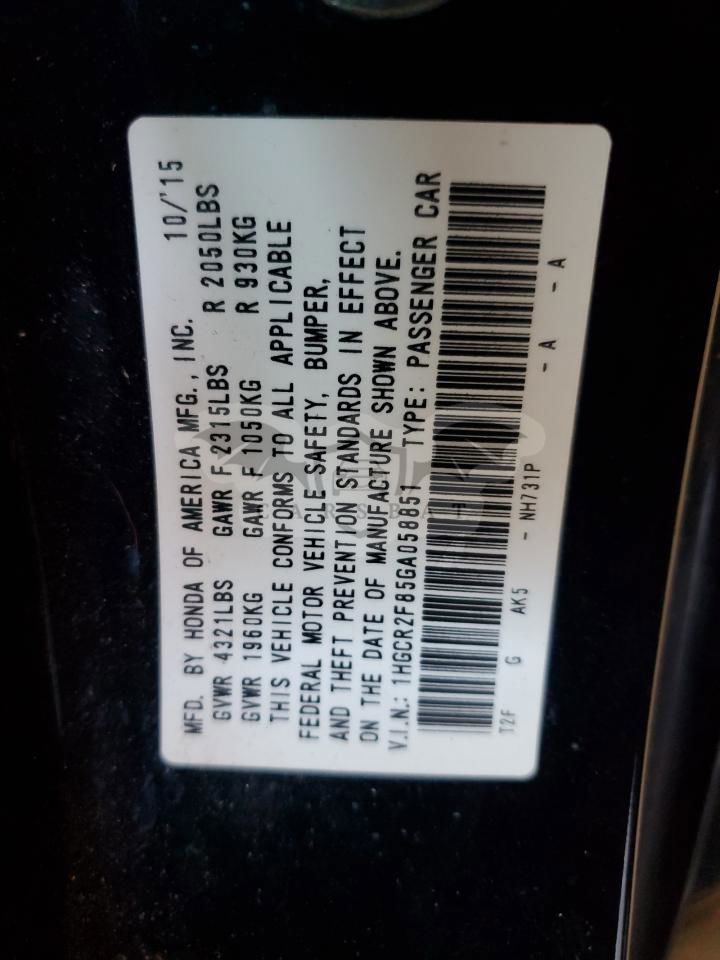 MFD. BY HONDA OF AMERICA MFG., INC. 10/'15
GVWR 4321LBS GAWR F 2315LBS R 2050LBS
GVWR 1960KG GAWR F 1050KG R 930KG
THIS VEHICLE CONFORMS TO ALL APPLICABLE
FEDERAL MOTOR VEHICLE SAFETY, BUMPER,
AND THEFT PREVENTION STANDARDS IN EFFECT
ON THE DATE OF MANUFACTURE SHOWN ABOVE.
V.I.N.: 1HGCR2F85GA058851 TYPE: PASSENGER CAR
T2F G AK5 - NH731P - A - A